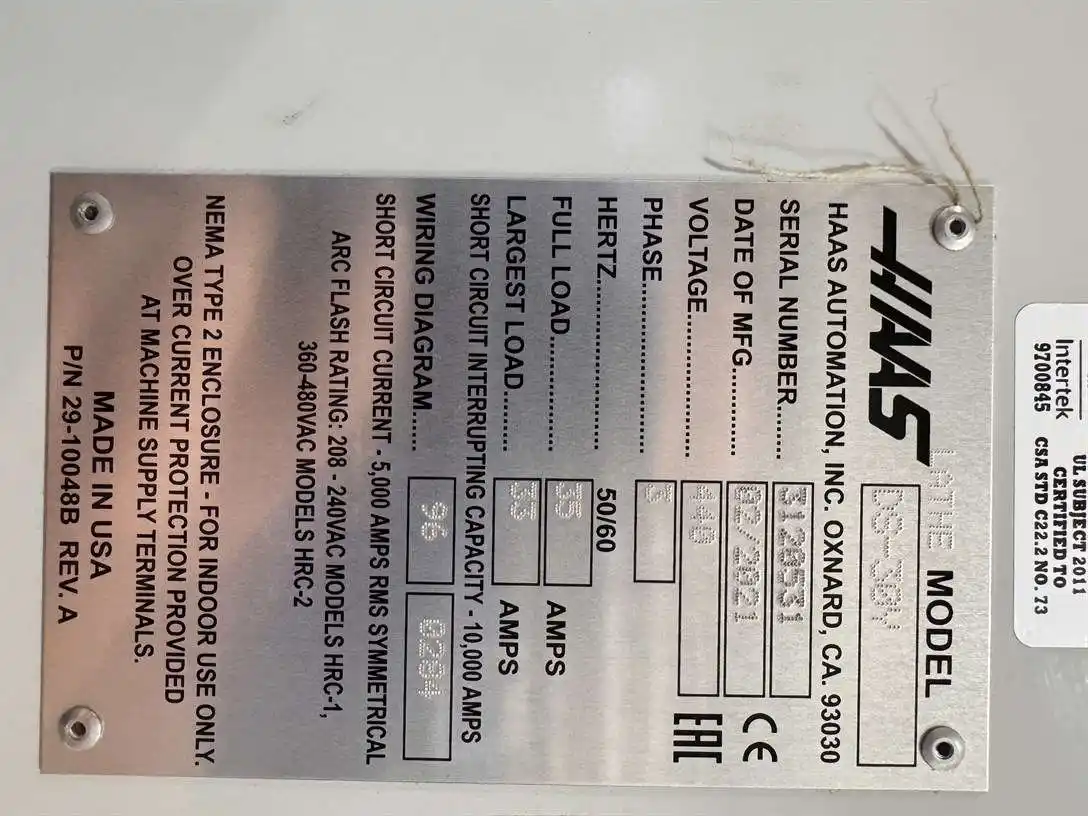 HAAS LATHE MODEL
DS-30Y
HAAS AUTOMATION, INC. OXNARD, CA. 93030
SERIAL NUMBER...... 3120531
DATE OF MFG.......... 02/2021 CE
VOLTAGE................ 440 EAC
PHASE...................... 3
HERTZ...................... 50/60
FULL LOAD............... 35 AMPS
LARGEST LOAD........ 33 AMPS
SHORT CIRCUIT INTERRUPTING CAPACITY - 10,000 AMPS
WIRING DIAGRAM..... 96 0284
SHORT CIRCUIT CURRENT - 5,000 AMPS RMS SYMMETRICAL
ARC FLASH RATING: 208 - 240VAC MODELS HRC-1,
360-480VAC MODELS HRC-2
NEMA TYPE 2 ENCLOSURE - FOR INDOOR USE ONLY.
OVER CURRENT PROTECTION PROVIDED
AT MACHINE SUPPLY TERMINALS.
MADE IN USA
P/N 29-10048B REV. A
Intertek
9700845
UL SUBJECT 2011
CERTIFIED TO
CSA STD C22.2 NO. 73